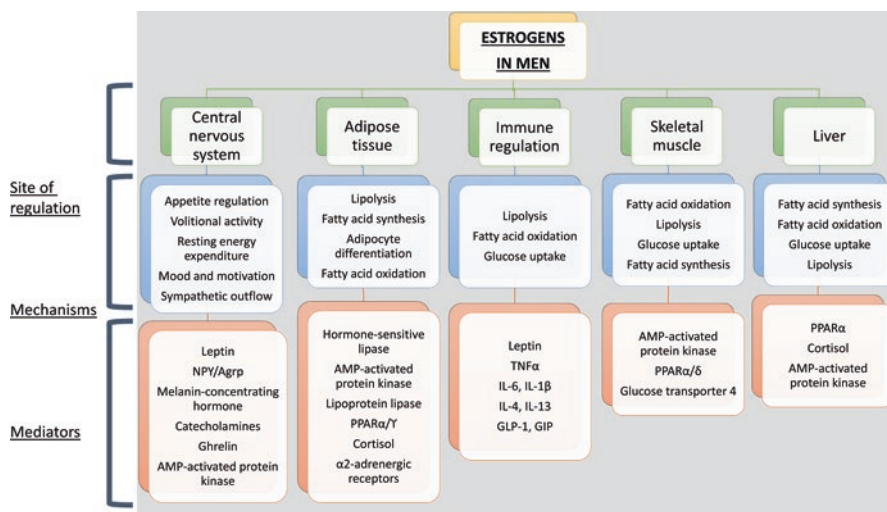 ESTROGENS
IN MEN
Central
nervous
system
Adipose
tissue
Immune
regulation
Skeletal
muscle
Liver
Site of
regulation
Appetite regulation
Volitional activity
Resting energy
expenditure
Mood and motivation
Sympathetic outflow
Lipolysis
Fatty acid synthesis
Adipocyte
differentiation
Fatty acid oxidation
Lipolysis
Fatty acid oxidation
Glucose uptake
Fatty acid oxidation
Lipolysis
Glucose uptake
Fatty acid synthesis
Fatty acid synthesis
Fatty acid oxidation
Glucose uptake
Lipolysis
Mechanisms
Leptin
NPY/Agrp
Melanin-concentrating
hormone
Catecholamines
Ghrelin
AMP-activated protein
kinase
Hormone-sensitive
lipase
AMP-activated
protein kinase
Lipoprotein lipase
PPARα/ϒ
Cortisol
α2-adrenergic
receptors
Leptin
TNFα
IL-6, IL-1β
IL-4, IL-13
GLP-1, GIP
AMP-activated
protein kinase
PPARα/δ
Glucose transporter 4
PPARα
Cortisol
AMP-activated
protein kinase
Mediators